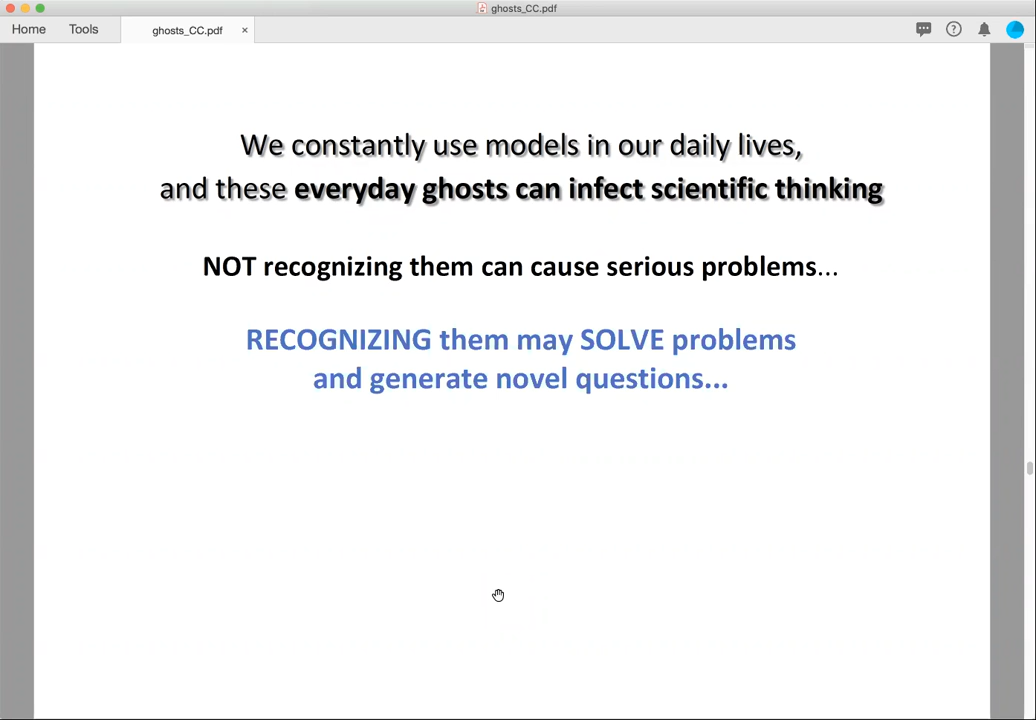 ghosts_CC.pdf
Home Tools ghosts_CC.pdf ×
We constantly use models in our daily lives,
and these everyday ghosts can infect scientific thinking
NOT recognizing them can cause serious problems...
RECOGNIZING them may SOLVE problems
and generate novel questions...